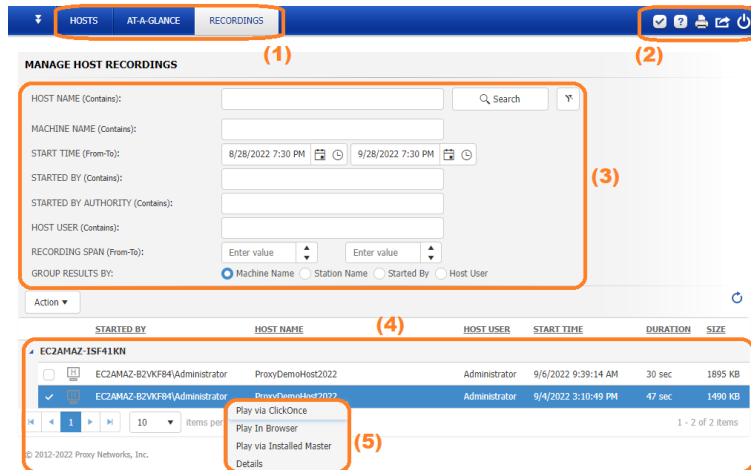 HOSTS AT-A-GLANCE RECORDINGS
(1) (2)
MANAGE HOST RECORDINGS
HOST NAME (Contains): Search
MACHINE NAME (Contains):
START TIME (From-To): 8/28/2022 7:30 PM 9/28/2022 7:30 PM
STARTED BY (Contains): (3)
STARTED BY AUTHORITY (Contains):
HOST USER (Contains):
RECORDING SPAN (From-To): Enter value Enter value
GROUP RESULTS BY: Machine Name Station Name Started By Host User
Action
(4)
STARTED BY HOST NAME HOST USER START TIME DURATION SIZE
EC2AMAZ-ISF41KN
EC2AMAZ-B2VKF84\Administrator ProxyDemoHost2022 Administrator 9/6/2022 9:39:14 AM 30 sec 1895 KB
EC2AMAZ-B2VKF84\Administrator ProxyDemoHost2022 Administrator 9/4/2022 3:10:49 PM 47 sec 1490 KB
Play via ClickOnce
1 10 items per 1 - 2 of 2 items
Play In Browser
(5)
Play via Installed Master
© 2012-2022 Proxy Networks, Inc.
Details